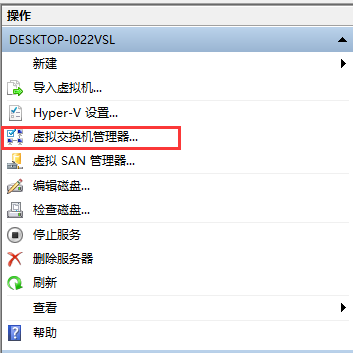 操作
DESKTOP-I022VSL
新建
导入虚拟机...
Hyper-V 设置...
虚拟交换机管理器...
虚拟 SAN 管理器...
编辑磁盘...
检查磁盘...
停止服务
删除服务器
刷新
查看
帮助